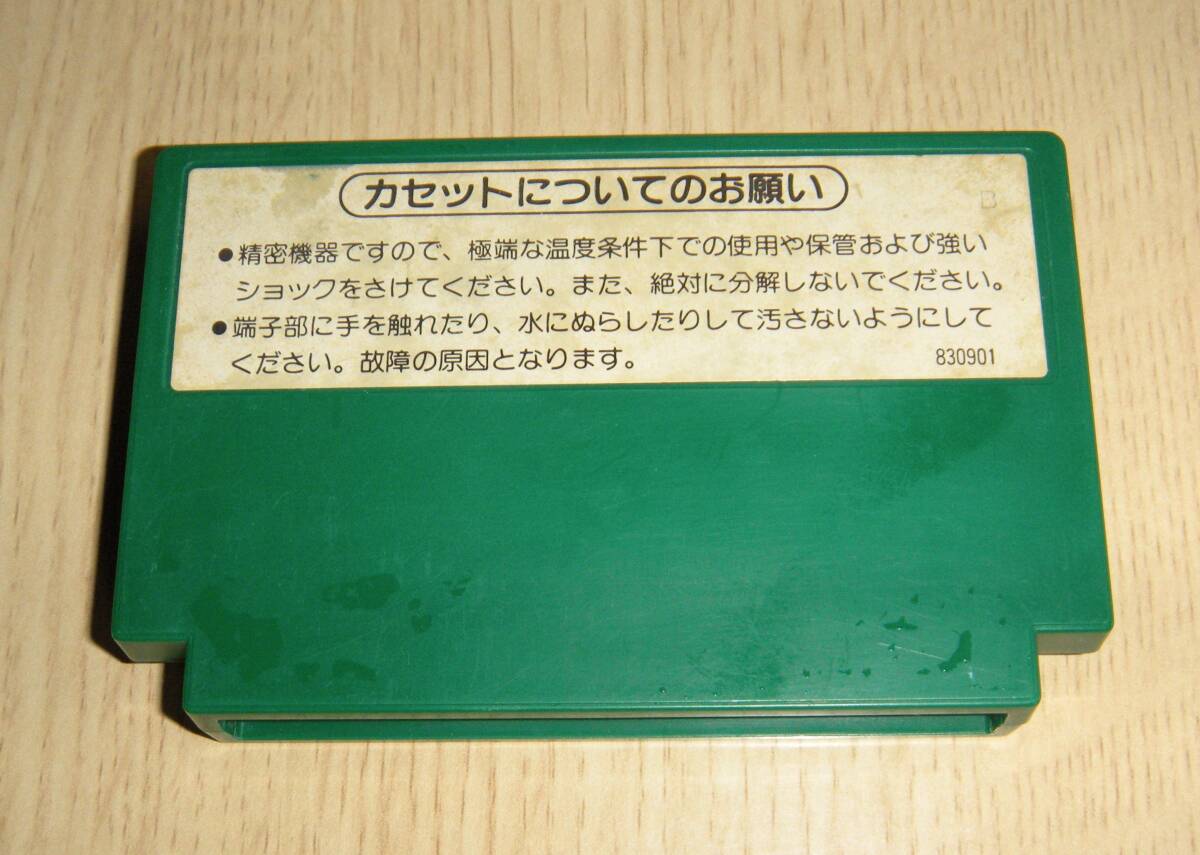 カセットについてのお願い
B
●精密機器ですので、極端な温度条件下での使用や保管および強い
ショックをさけてください。また、絶対に分解しないでください。
●端子部に手を触れたり、水にぬらしたりして汚さないようにして
ください。故障の原因となります。
830901